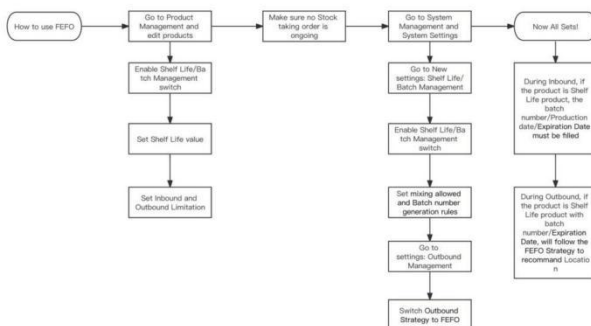 How to use FEFO
Go to Product
Management and
edit products
Make sure no Stock
taking order is
ongoing
Go to System
Management and
System Settings
Now All Sets!
Enable Shelf Life/Ba
tch Management
switch
Set Shelf Life value
Set Inbound and
Outbound Limitation
Go to New
settings: Shelf Life/
Batch Management
Enable Shelf Life/Ba
tch Management
switch
Set mixing allowed
and Batch number
generation rules
Go to
settings: Outbound
Management
Switch Outbound
Strategy to FEFO
During Inbound, if
the product is Shelf
Life product, the
batch
number/Production
date/Expiration Date
must be filled
During Outbound, if
the product is Shelf
Life product with
batch
number/Expiration
Date, will follow the
FEFO Strategy to
recommand Locatio
n